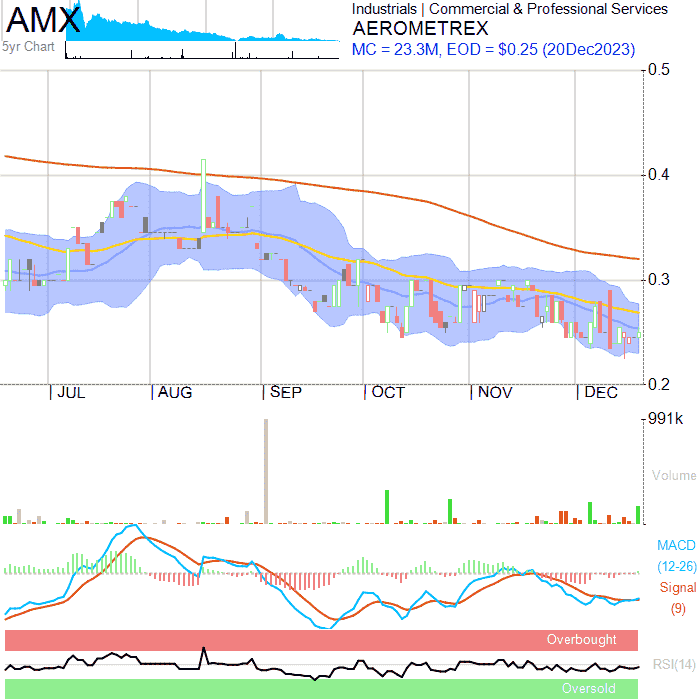 AMX
5yr Chart
Industrials | Commercial & Professional Services
AEROMETREX
MC = 23.3M, EOD = $0.25 (20Dec2023)
0.5
0.4
0.3
0.2
JUL AUG SEP OCT NOV DEC
991k
Volume
MACD
(12-26)
Signal
(9)
Overbought
RSI(14)
Oversold